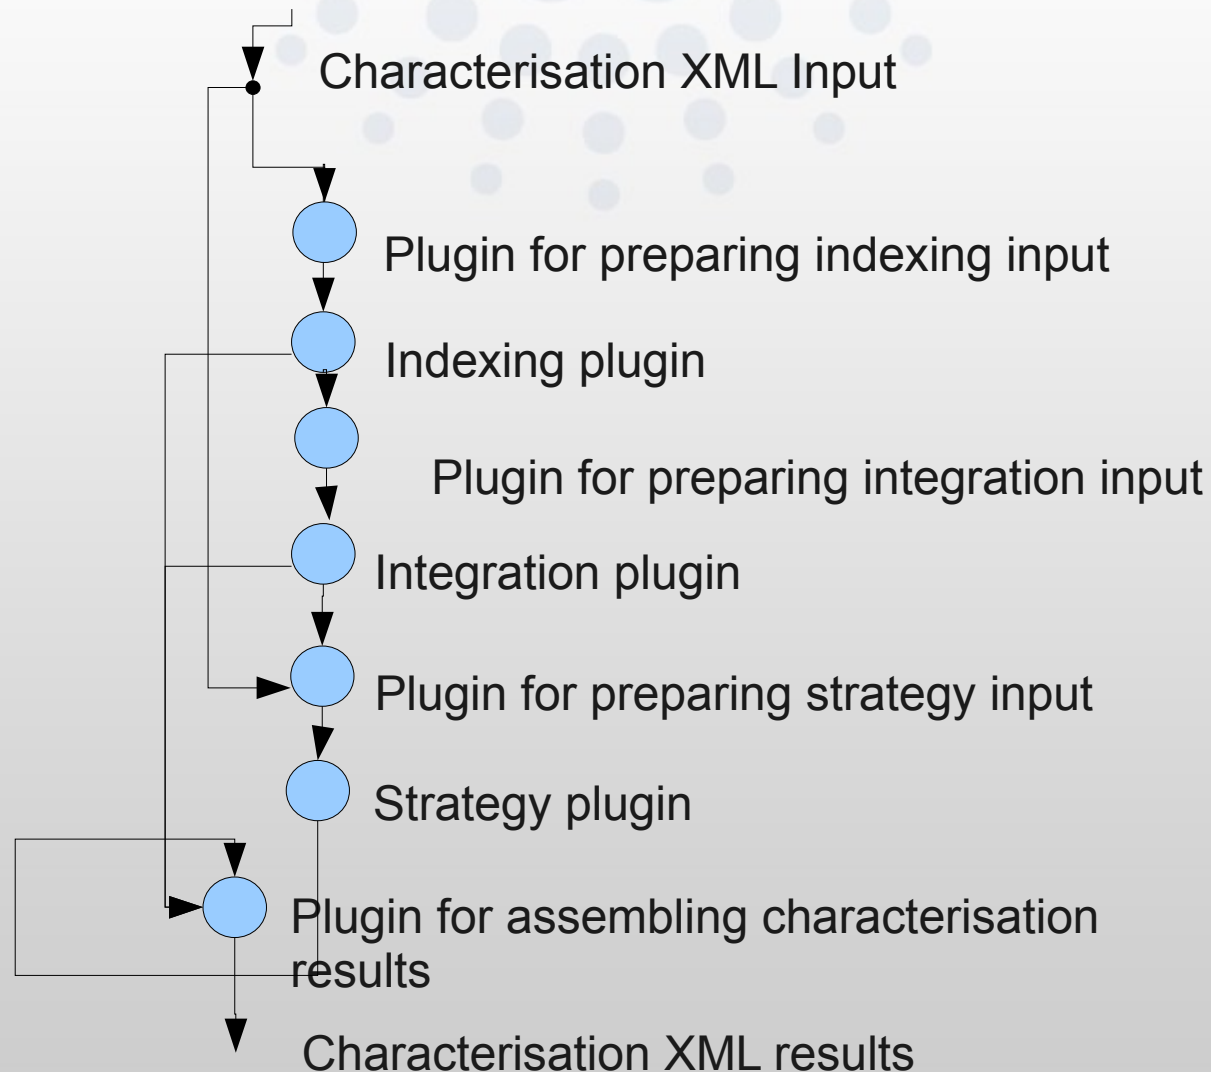 Characterisation XML Input
Plugin for preparing indexing input
Indexing plugin
Plugin for preparing integration input
Integration plugin
Plugin for preparing strategy input
Strategy plugin
Plugin for assembling characterisation
results
Characterisation XML results